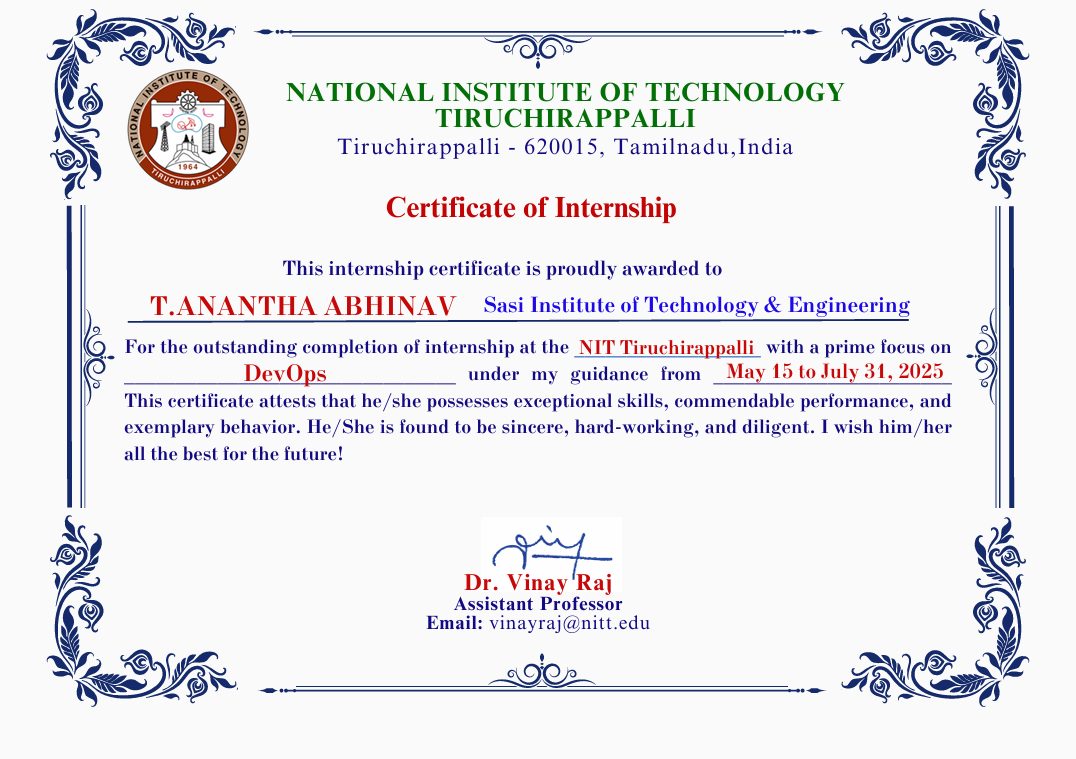 NATIONAL INSTITUTE OF TECHNOLOGY
TIRUCHIRAPPALLI
1964
NATIONAL INSTITUTE OF TECHNOLOGY
TIRUCHIRAPPALLI
Tiruchirappalli - 620015, Tamilnadu,India
Certificate of Internship
This internship certificate is proudly awarded to
T.ANANTHA ABHINAV Sasi Institute of Technology & Engineering
For the outstanding completion of internship at the NIT Tiruchirappalli with a prime focus on
DevOps under my guidance from May 15 to July 31, 2025
This certificate attests that he/she possesses exceptional skills, commendable performance, and
exemplary behavior. He/She is found to be sincere, hard-working, and diligent. I wish him/her
all the best for the future!
Dr. Vinay Raj
Assistant Professor
Email: vinayraj@nitt.edu